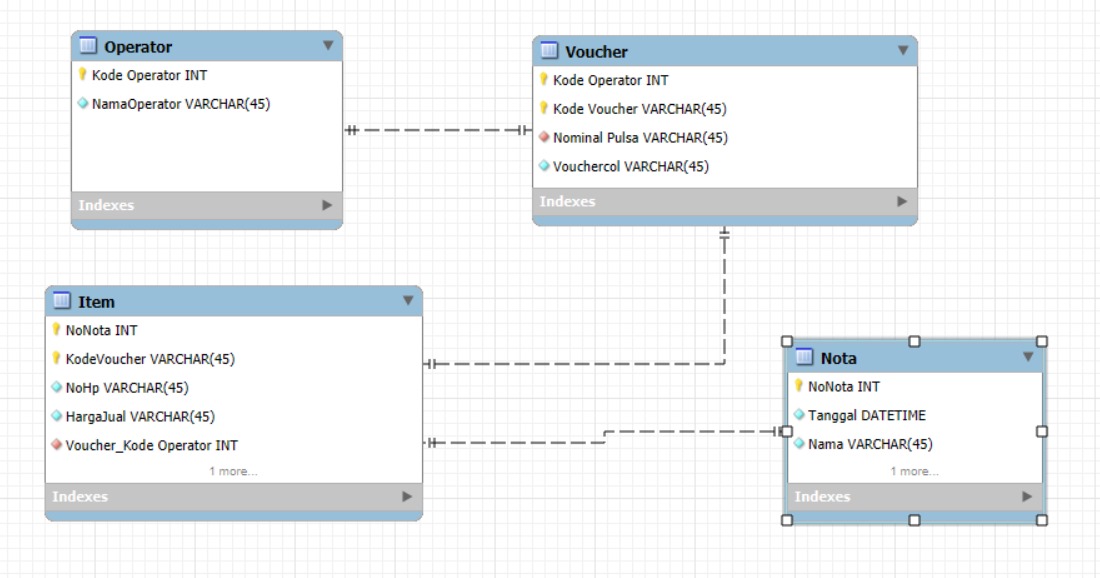 Operator
Kode Operator INT
NamaOperator VARCHAR(45)
Indexes
Voucher
Kode Operator INT
Kode Voucher VARCHAR(45)
Nominal Pulsa VARCHAR(45)
Vouchercol VARCHAR(45)
Indexes
Item
NoNota INT
KodeVoucher VARCHAR(45)
NoHp VARCHAR(45)
HargaJual VARCHAR(45)
Voucher_Kode Operator INT
1 more...
Indexes
Nota
NoNota INT
Tanggal DATETIME
Nama VARCHAR(45)
1 more...
Indexes